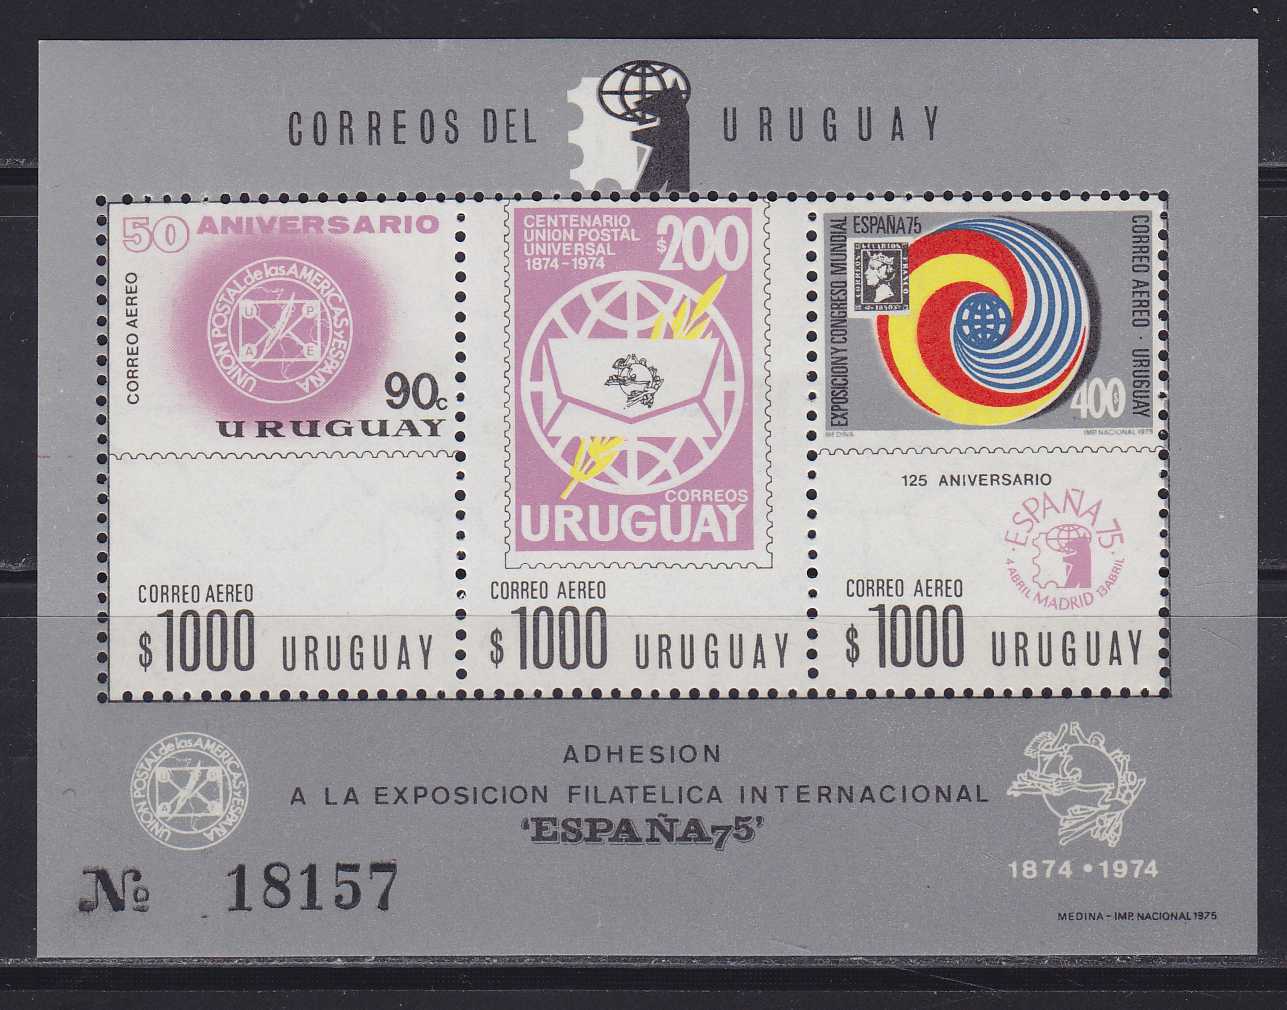 CORREOS DEL URUGUAY
50 ANIVERSARIO
CORREO AEREO
UNION POSTAL de las AMERICAS y ESPAÑA
U P
A E
90c
URUGUAY
CORREO AEREO
$ 1000 URUGUAY
CENTENARIO
UNION POSTAL
UNIVERSAL
1874-1974
$200
CORREOS
URUGUAY
CORREO AEREO
$ 1000 URUGUAY
EXPOSICION Y CONGRESO MUNDIAL
ESPAÑA 75
CORREO AEREO · URUGUAY
400$
MEDINA
IMP. NACIONAL 1975
125 ANIVERSARIO
· ESPAÑA 75 ·
4 ABRIL MADRID 13 ABRIL
CORREO AEREO
$ 1000 URUGUAY
ADHESION
A LA EXPOSICION FILATELICA INTERNACIONAL
'ESPAÑA75'
UNION POSTAL de las AMERICAS y ESPAÑA
1874 • 1974
No 18157
MEDINA - IMP. NACIONAL 1975